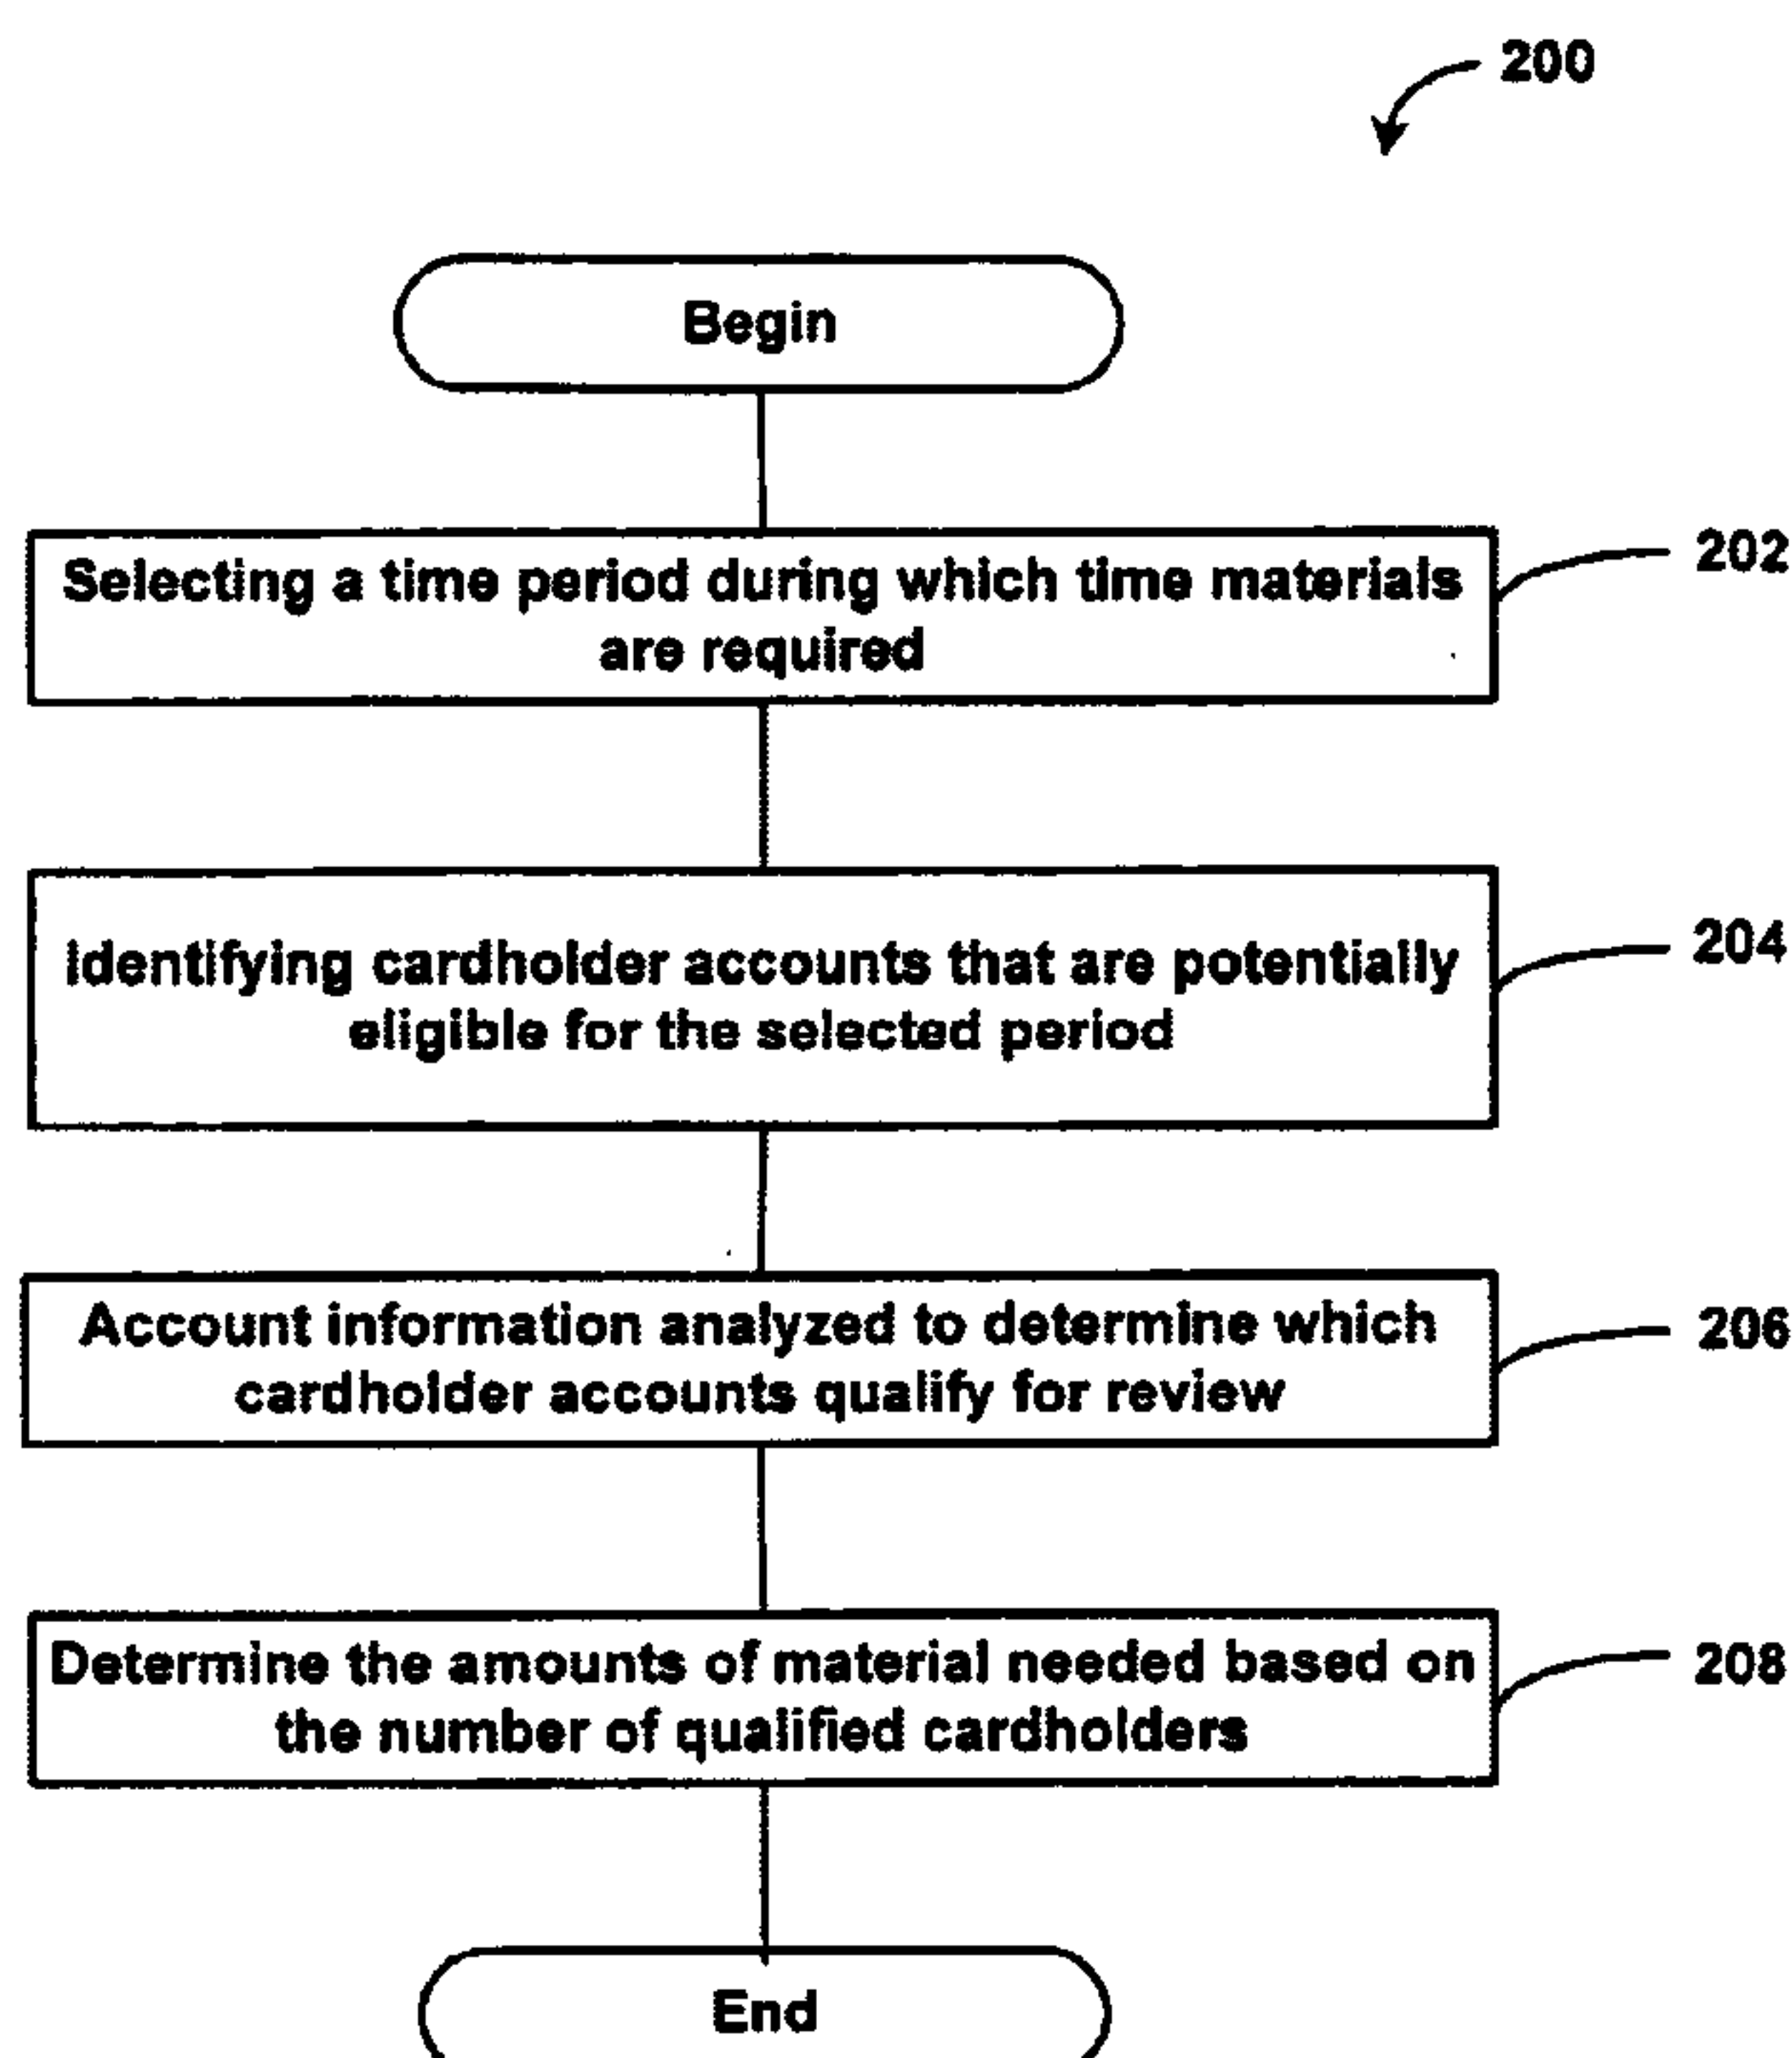 200
Begin
Selecting a time period during which time materials
are required
202
Identifying cardholder accounts that are potentially
eligible for the selected period
204
Account information analyzed to determine which
cardholder accounts qualify for review
206
Determine the amounts of material needed based on
the number of qualified cardholders
208
End